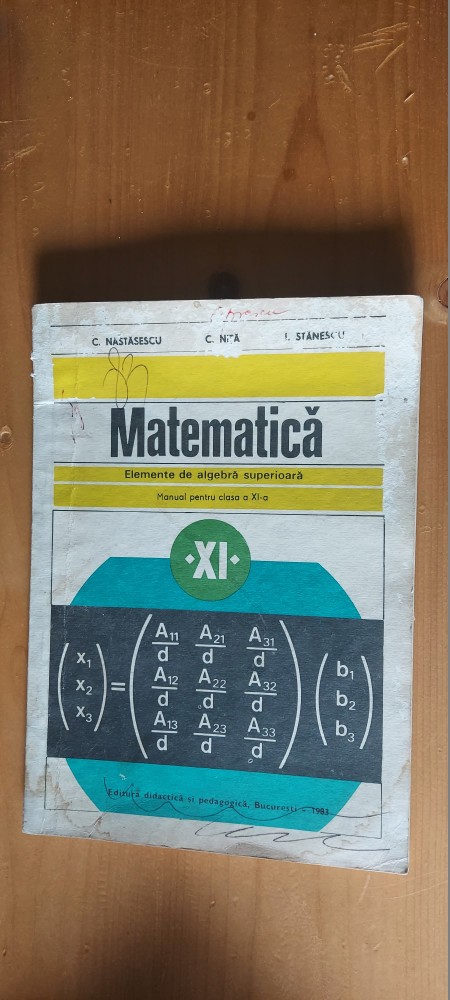 C. NĂSTĂSESCU C. NIȚĂ I. STĂNESCU
Matematică
Elemente de algebră superioară
Manual pentru clasa a XI-a
·XI·
x₁ A₁₁/d A₂₁/d A₃₁/d b₁
x₂ = A₁₂/d A₂₂/d A₃₂/d b₂
x₃ A₁₃/d A₂₃/d A₃₃/d b₃
Editura didactică și pedagogică, București - 1983